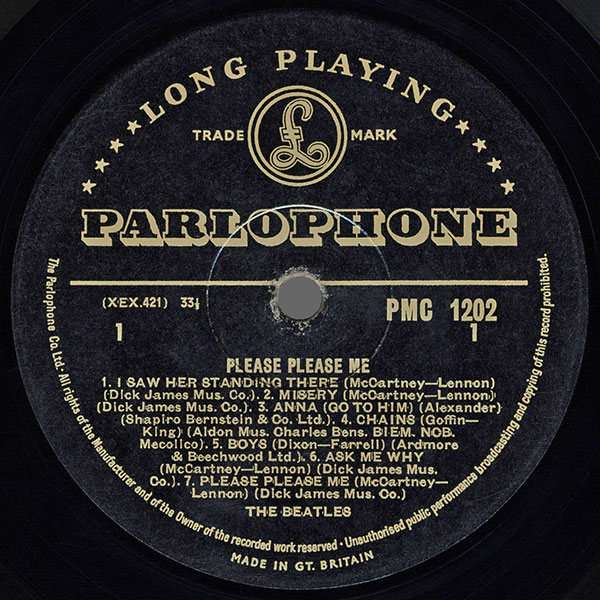 ★★★★★ LONG PLAYING ★★★★★
TRADE £ MARK
PARLOPHONE
(XEX.421) 33⅓ PMC 1202
1 1
PLEASE PLEASE ME
1. I SAW HER STANDING THERE (McCartney—Lennon)
(Dick James Mus. Co.). 2. MISERY (McCartney—Lennon)
(Dick James Mus. Co.). 3. ANNA (GO TO HIM) (Alexander)
(Shapiro Bernstein & Co. Ltd.). 4. CHAINS (Goffin—
King) (Aldon Mus. Charles Bens. BIEM. NCB.
Mecolico). 5. BOYS (Dixon—Farrell) (Ardmore
& Beechwood Ltd.). 6. ASK ME WHY
(McCartney—Lennon) (Dick James Mus.
Co.). 7. PLEASE PLEASE ME (McCartney—
Lennon) (Dick James Mus. Co.)
THE BEATLES
The Parlophone Co. Ltd. All rights of the Manufacturer and of the Owner of the recorded work reserved • Unauthorised public performance broadcasting and copying of this record prohibited.
MADE IN GT. BRITAIN